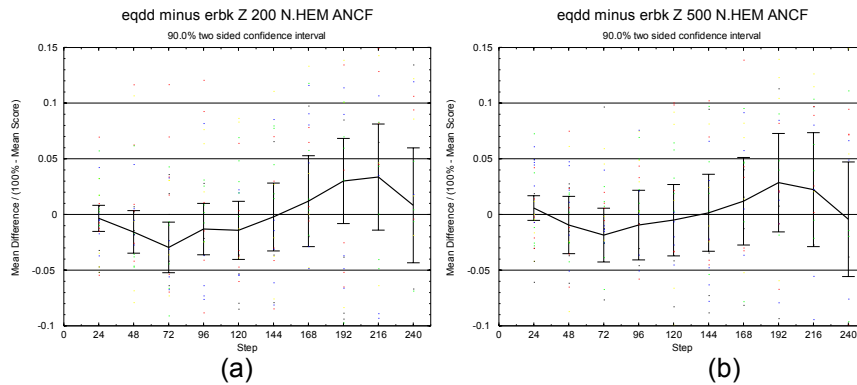 eqdd minus erbk Z 200 N.HEM ANCF
90.0% two sided confidence interval
Mean Difference / (100% - Mean Score)
0.15
0.1
0.05
0
-0.05
-0.1
0 24 48 72 96 120 144 168 192 216 240
Step
(a)
eqdd minus erbk Z 500 N.HEM ANCF
90.0% two sided confidence interval
Mean Difference / (100% - Mean Score)
0.15
0.1
0.05
0
-0.05
-0.1
0 24 48 72 96 120 144 168 192 216 240
Step
(b)